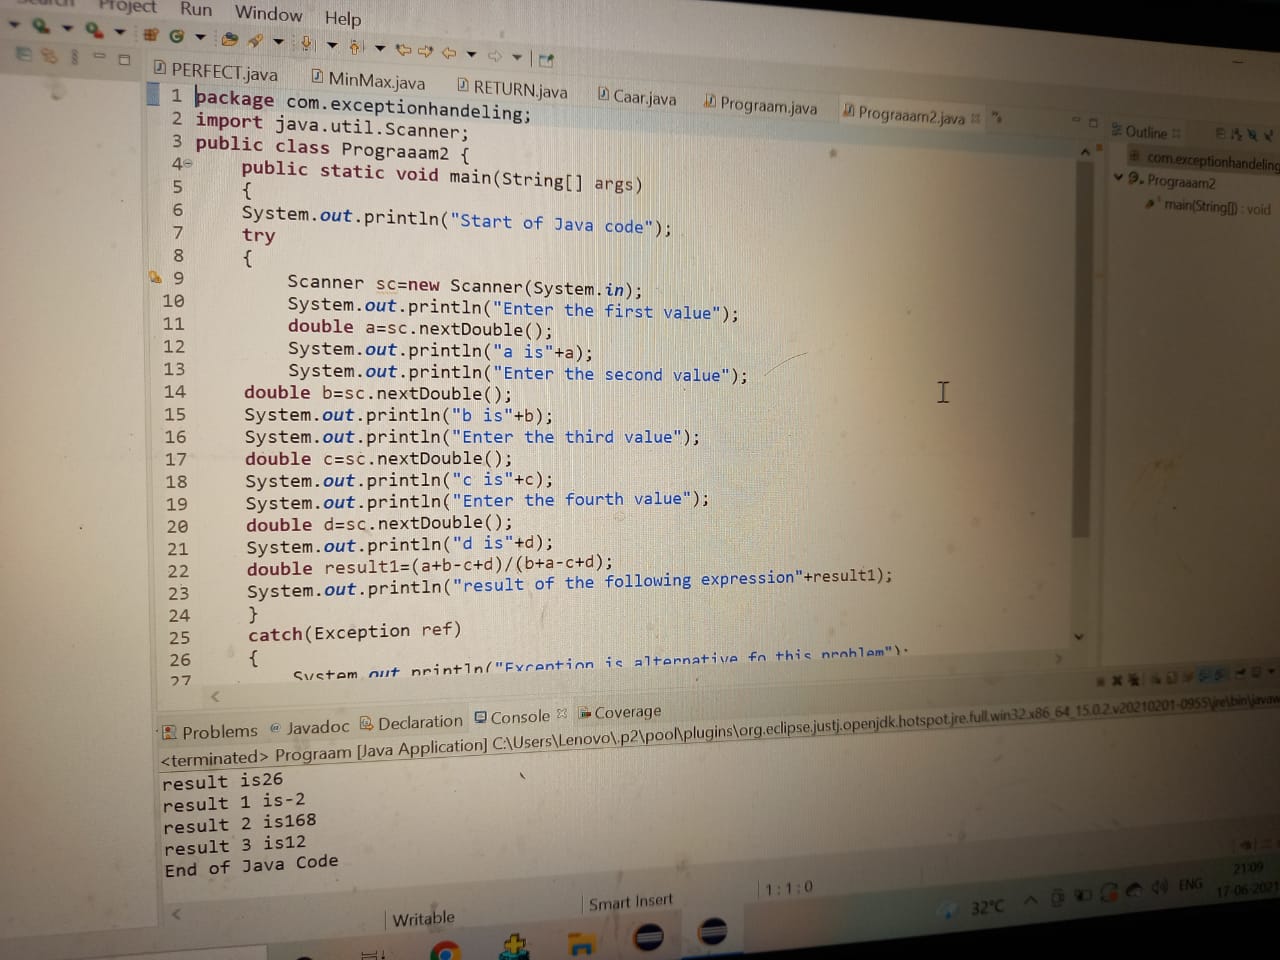 Project Run Window Help
PERFECT.java MinMax.java RETURN.java Caar.java Prograam.java Prograaam2.java
1 package com.exceptionhandeling;
2 import java.util.Scanner;
3 public class Prograaam2 {
4 public static void main(String[] args)
5 {
6 System.out.println("Start of Java code");
7 try
8 {
9 Scanner sc=new Scanner(System.in);
10 System.out.println("Enter the first value");
11 double a=sc.nextDouble();
12 System.out.println("a is"+a);
13 System.out.println("Enter the second value");
14 double b=sc.nextDouble();
15 System.out.println("b is"+b);
16 System.out.println("Enter the third value");
17 double c=sc.nextDouble();
18 System.out.println("c is"+c);
19 System.out.println("Enter the fourth value");
20 double d=sc.nextDouble();
21 System.out.println("d is"+d);
22 double result1=(a+b-c+d)/(b+a-c+d);
23 System.out.println("result of the following expression"+result1);
24 }
25 catch(Exception ref)
26 {
27 System.out.println("Exception is alternative fo this problem");
Outline
com.exceptionhandeling
Prograaam2
main(String[]) : void
Problems Javadoc Declaration Console Coverage
<terminated> Prograam [Java Application] C:\Users\Lenovo\.p2\pool\plugins\org.eclipse.justj.openjdk.hotspot.jre.full.win32.x86_64_15.0.2.v20210201-0955\jre\bin\javaw
result is26
result 1 is-2
result 2 is168
result 3 is12
End of Java Code
Writable Smart Insert 1:1:0
32°C ENG 21:09
17-06-2021